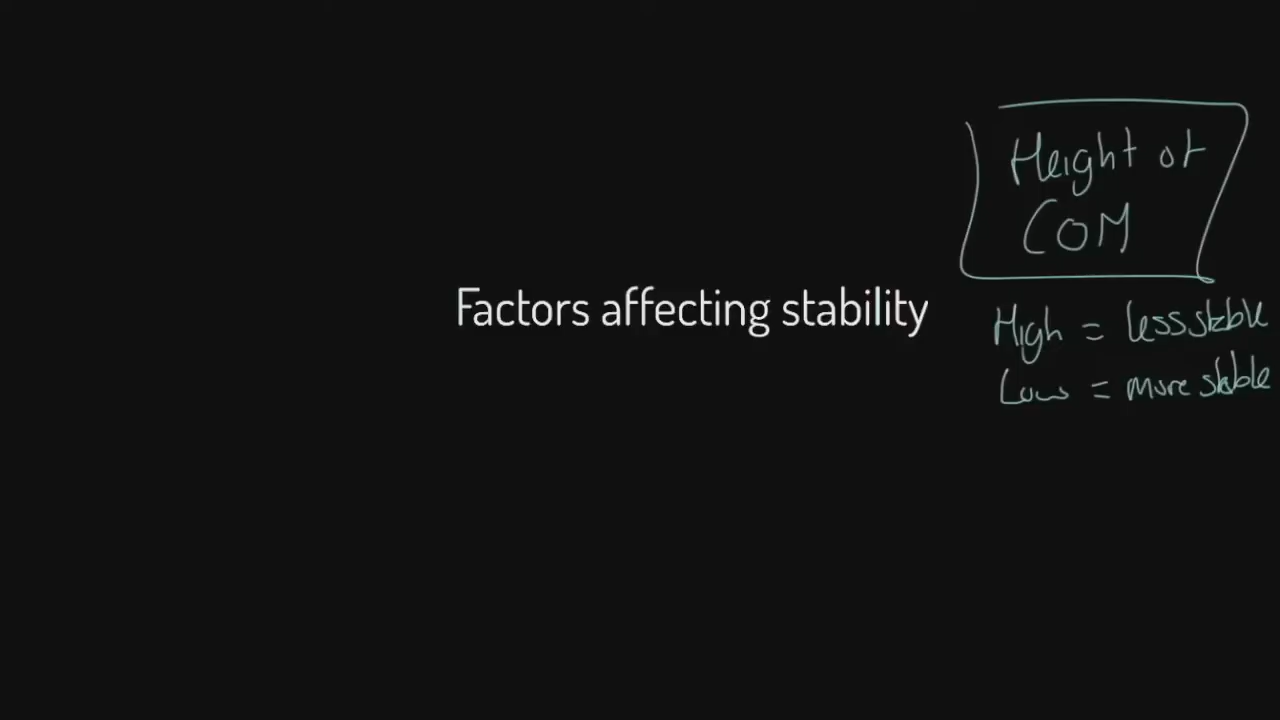 Height of
COM
Factors affecting stability
High = less stable
Low = more stable